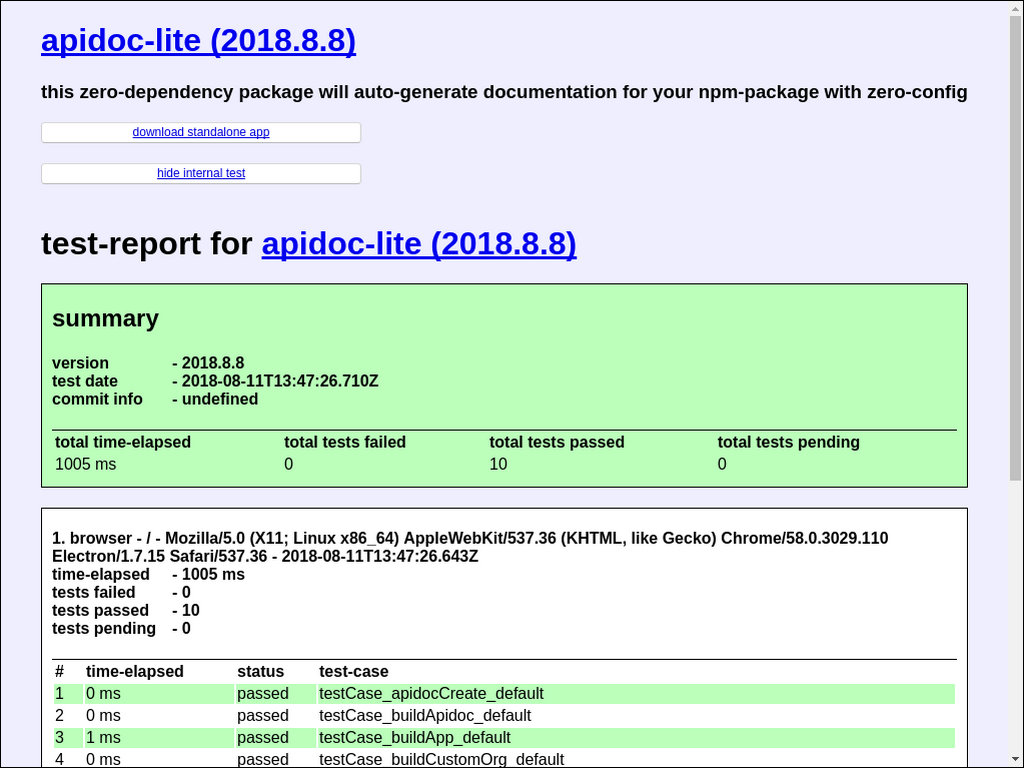 apidoc-lite (2018.8.8)
this zero-dependency package will auto-generate documentation for your npm-package with zero-config
download standalone app
hide internal test
test-report for apidoc-lite (2018.8.8)
summary
version - 2018.8.8
test date - 2018-08-11T13:47:26.710Z
commit info - undefined
total time-elapsed total tests failed total tests passed total tests pending
1005 ms 0 10 0
1. browser - / - Mozilla/5.0 (X11; Linux x86_64) AppleWebKit/537.36 (KHTML, like Gecko) Chrome/58.0.3029.110
Electron/1.7.15 Safari/537.36 - 2018-08-11T13:47:26.643Z
time-elapsed - 1005 ms
tests failed - 0
tests passed - 10
tests pending - 0
# time-elapsed status test-case
1 0 ms passed testCase_apidocCreate_default
2 0 ms passed testCase_buildApidoc_default
3 1 ms passed testCase_buildApp_default
4 0 ms passed testCase_buildCustomOrg_default